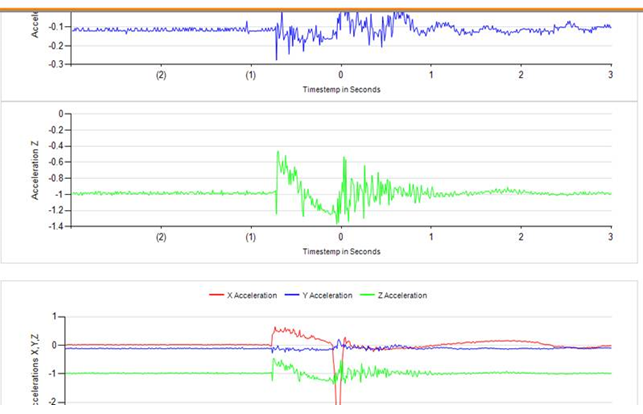 Accele
-0.1
-0.2
-0.3
(2) (1) 0 1 2 3
Timestemp in Seconds
Acceleration Z
0
-0.2
-0.4
-0.6
-0.8
-1
-1.2
-1.4
(2) (1) 0 1 2 3
Timestemp in Seconds
X Acceleration Y Acceleration Z Acceleration
ccelerations X,Y,Z
1
0
-1
-2